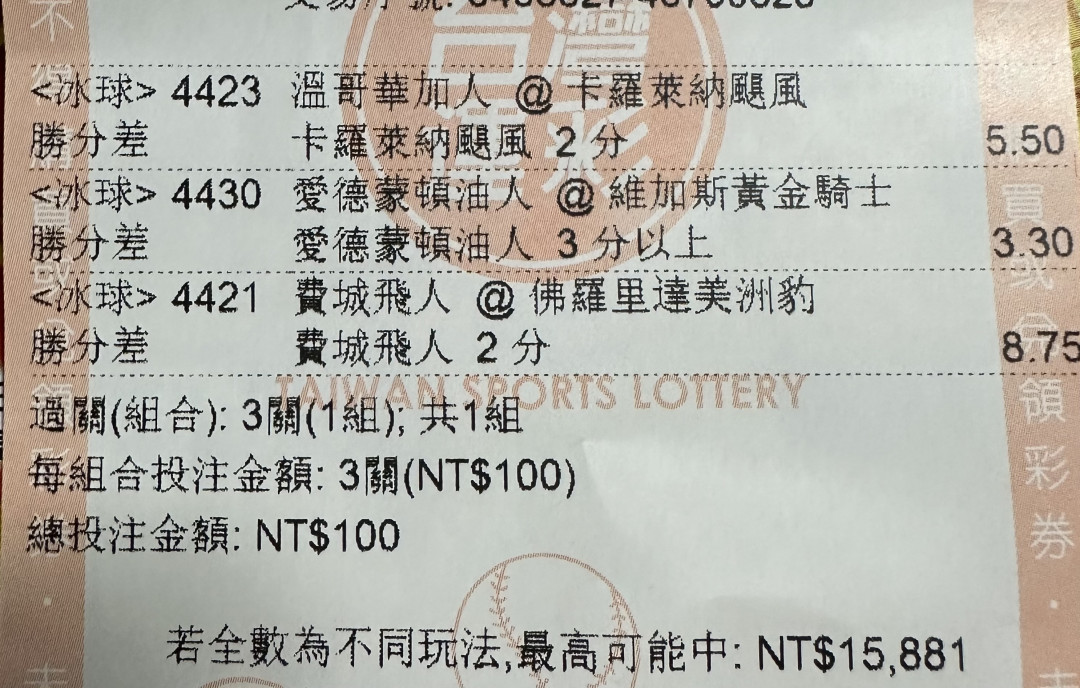 <冰球> 4423 溫哥華加人 @ 卡羅萊納颶風
勝分差 卡羅萊納颶風 2 分 5.50
<冰球> 4430 愛德蒙頓油人 @ 維加斯黃金騎士
勝分差 愛德蒙頓油人 3 分以上 3.30
<冰球> 4421 費城飛人 @ 佛羅里達美洲豹
勝分差 費城飛人 2 分 8.75
TAIWAN SPORTS LOTTERY
過關(組合): 3關(1組); 共1組
每組合投注金額: 3關(NT$100)
總投注金額: NT$100
若全數為不同玩法,最高可能中: NT$15,881